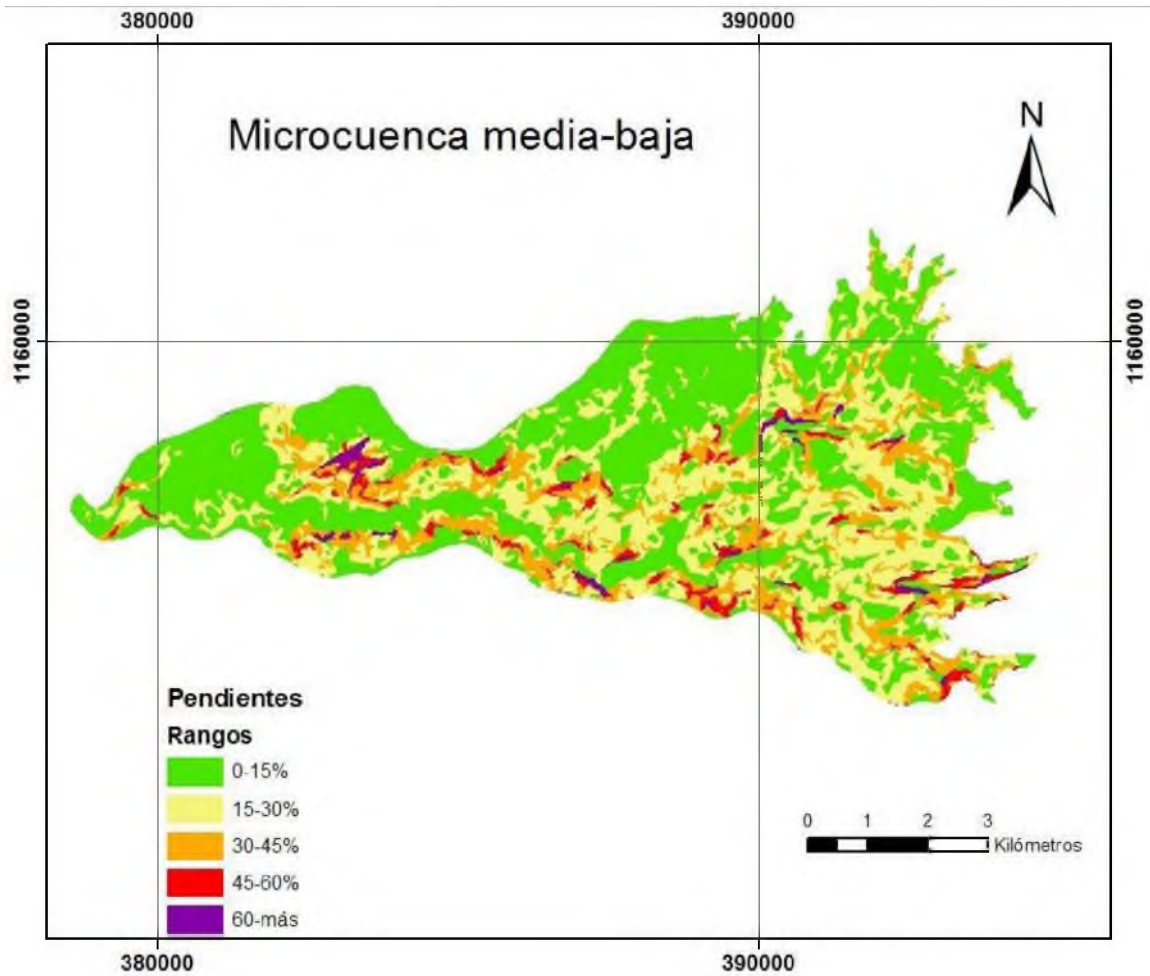 380000
390000
Microcuenca media-baja
N
1160000
1160000
Pendientes
Rangos
0-15%
15-30%
30-45%
45-60%
60-más
0 1 2 3
Kilómetros
380000
390000